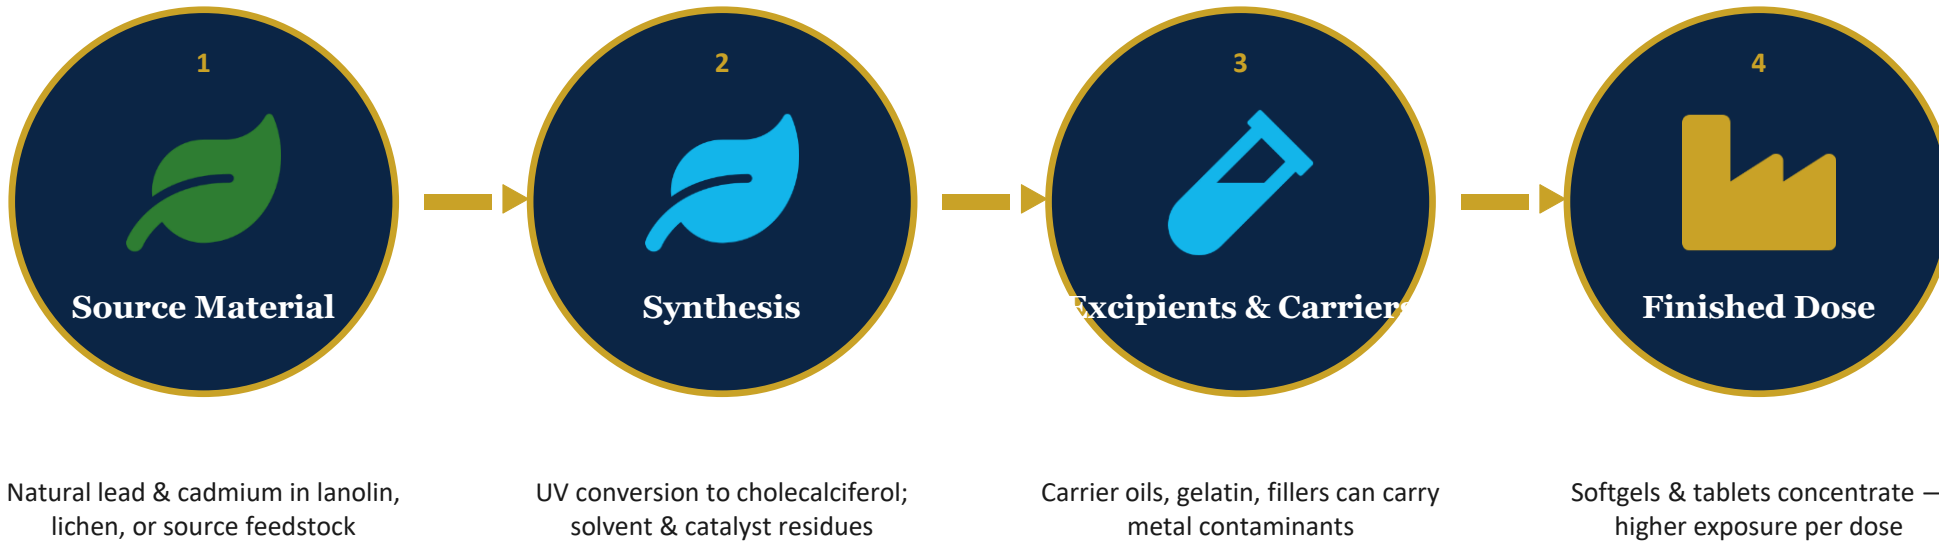 1
Source Material
Natural lead & cadmium in lanolin,
lichen, or source feedstock
2
Synthesis
UV conversion to cholecalciferol;
solvent & catalyst residues
3
Excipients & Carriers
Carrier oils, gelatin, fillers can carry
metal contaminants
4
Finished Dose
Softgels & tablets concentrate —
higher exposure per dose